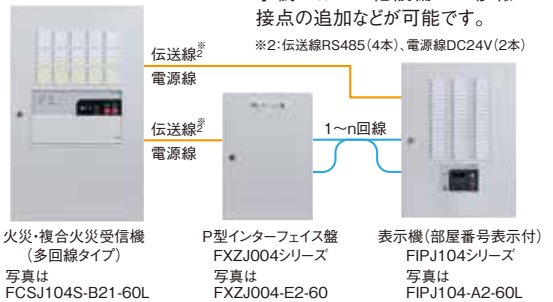 接点の追加などが可能です。
※2:伝送線RS485(4本)、電源線DC24V(2本)
伝送線※2
電源線
伝送線※2
電源線
1〜n回線
火災・複合火災受信機
(多回線タイプ)
写真は
FCSJ104S-B21-60L
P型インターフェイス盤
FXZJ004シリーズ
写真は
FXZJ004-E2-60
表示機(部屋番号表示付)
FIPJ104シリーズ
写真は
FIPJ104-A2-60L